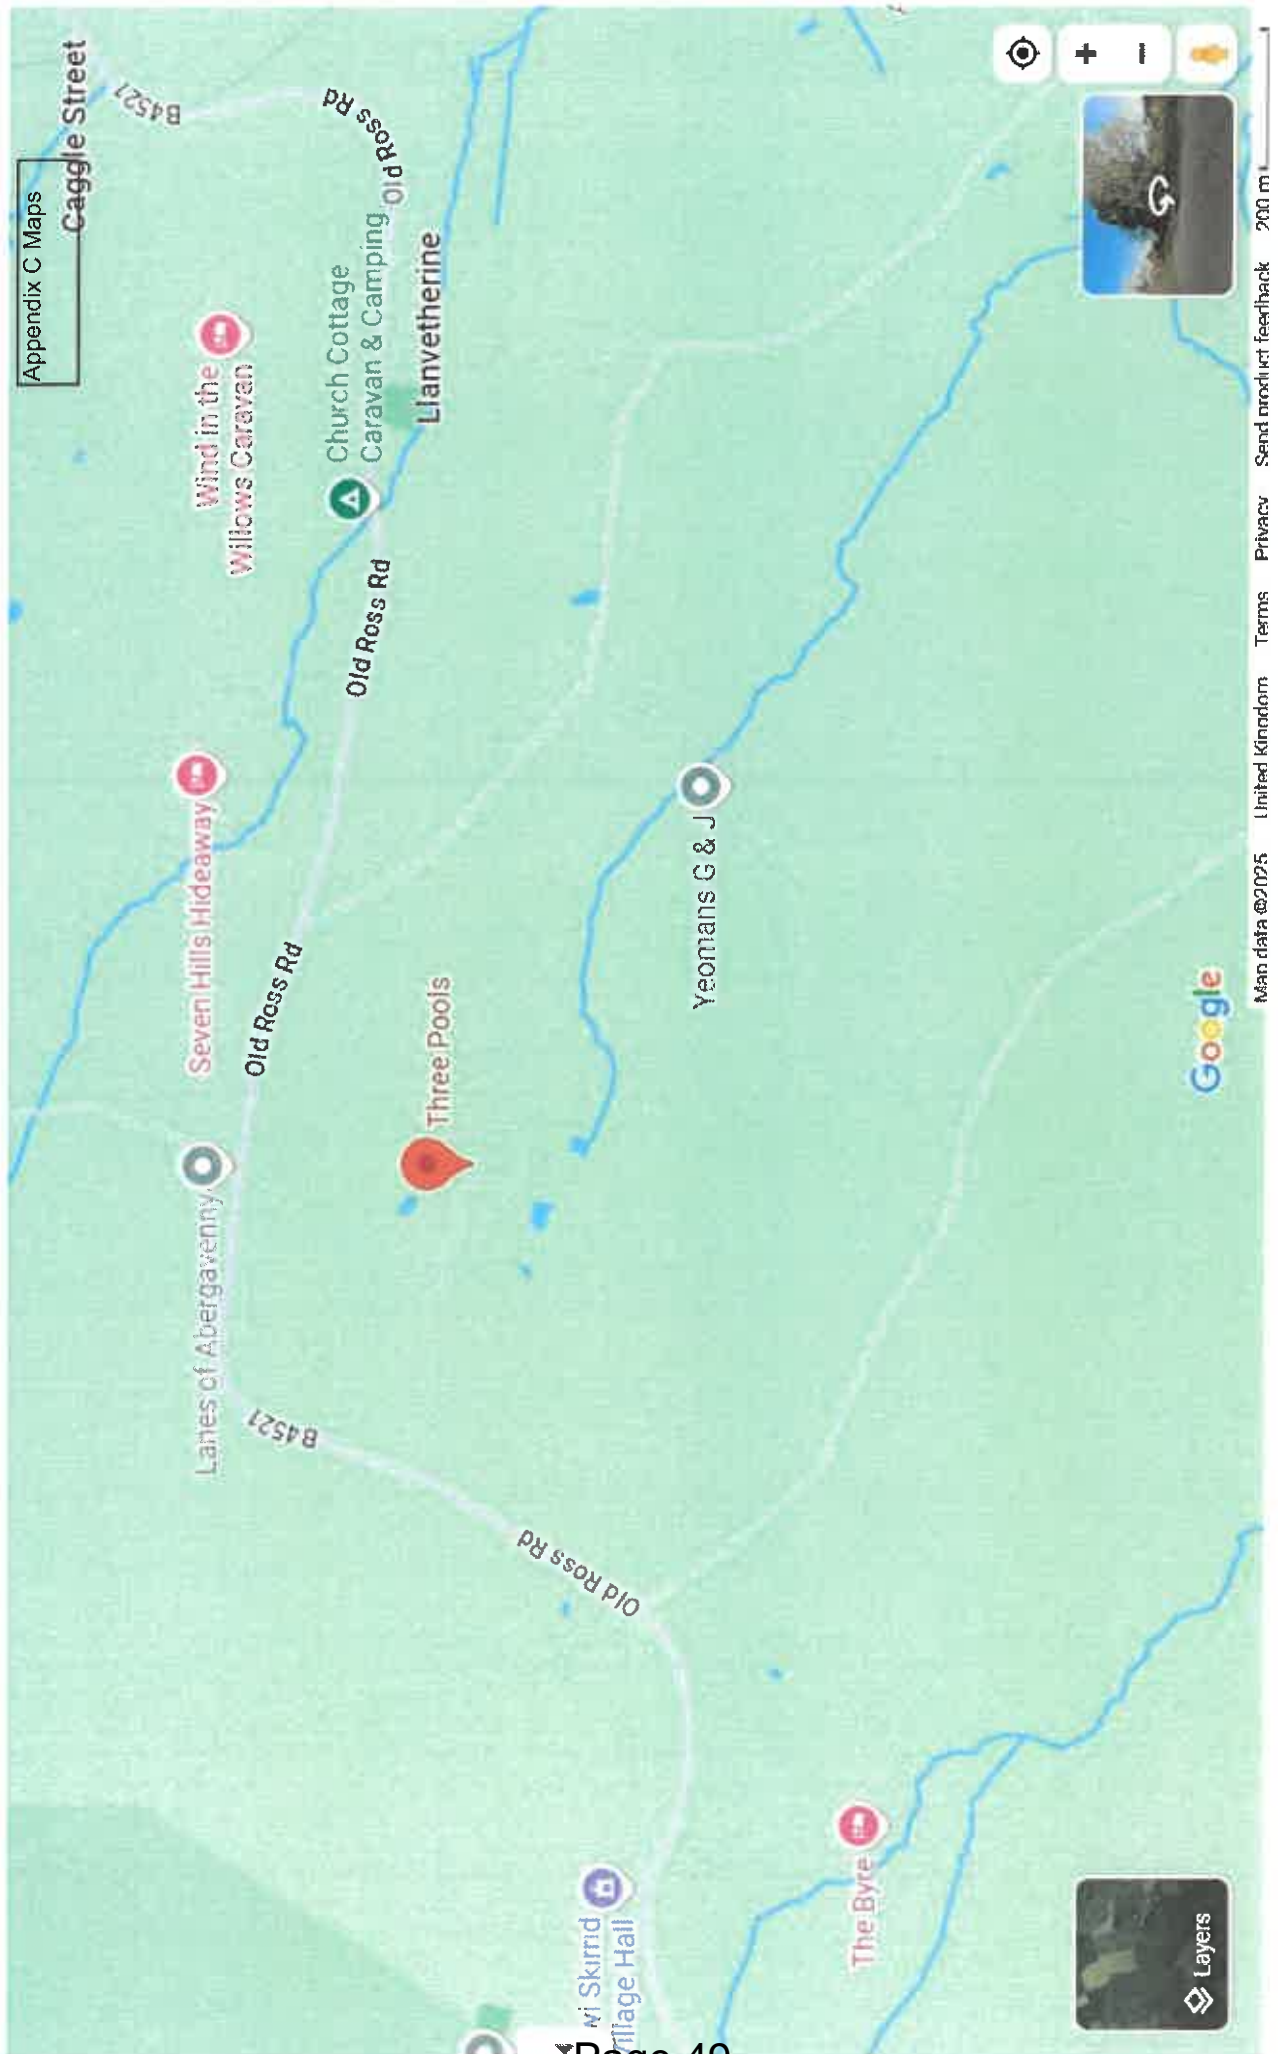 Appendix C Maps
Caggle Street
B4521
Old Ross Rd
Wind in the
Willows Caravan
Church Cottage
Caravan & Camping
Llanvetherine
Old Ross Rd
Seven Hills Hideaway
Old Ross Rd
Lanes of Abergavenny
Three Pools
Yeomans G & J
B4521
Old Ross Rd
Skirrid
Village Hall
The Byre
Layers
Google
Map data ©2025 United Kingdom Terms Privacy Send product feedback 200 m
Page 49